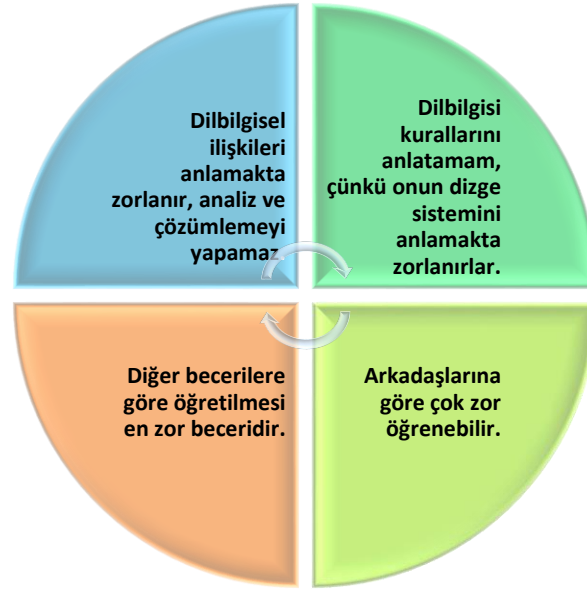 Dilbilgisel
ilişkileri
anlamakta
zorlanır, analiz ve
çözümlemeyi
yapamaz.
Dilbilgisi
kurallarını
anlatamam,
çünkü onun dizge
sistemini
anlamakta
zorlanırlar.
Diğer becerilere
göre öğretilmesi
en zor beceridir.
Arkadaşlarına
göre çok zor
öğrenebilir.